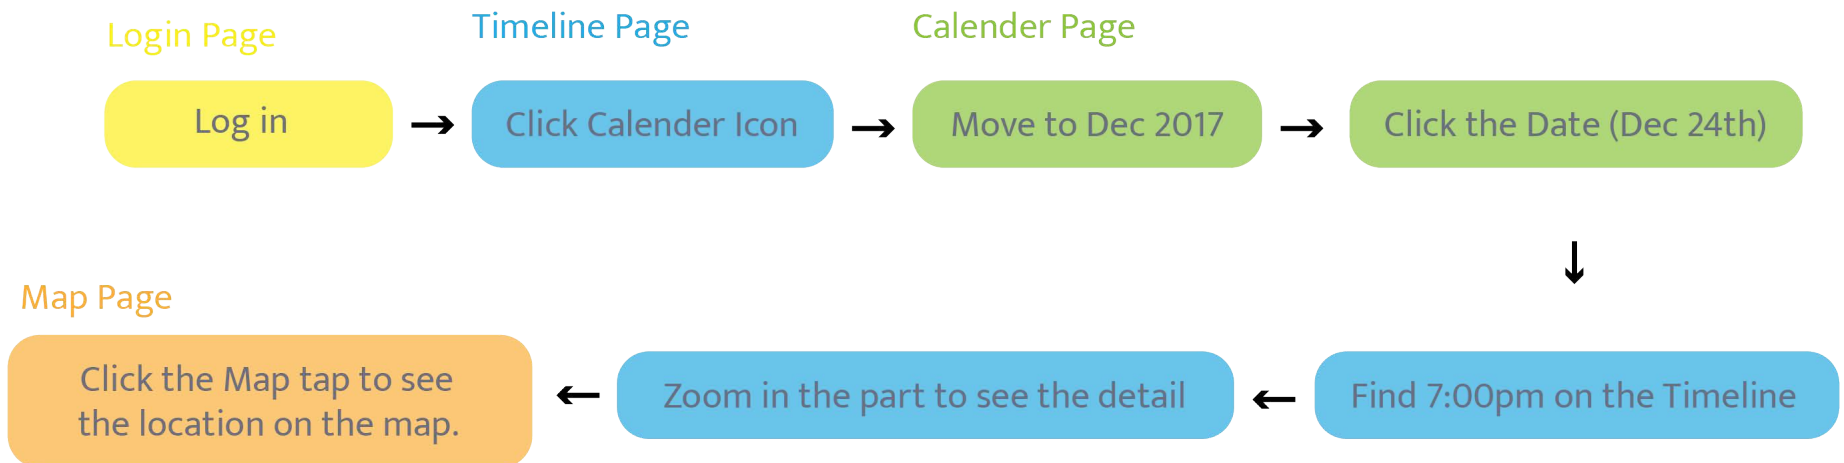 Login Page
Timeline Page
Calender Page
Log in
Click Calender Icon
Move to Dec 2017
Click the Date (Dec 24th)
Find 7:00pm on the Timeline
Zoom in the part to see the detail
Map Page
Click the Map tap to see
the location on the map.